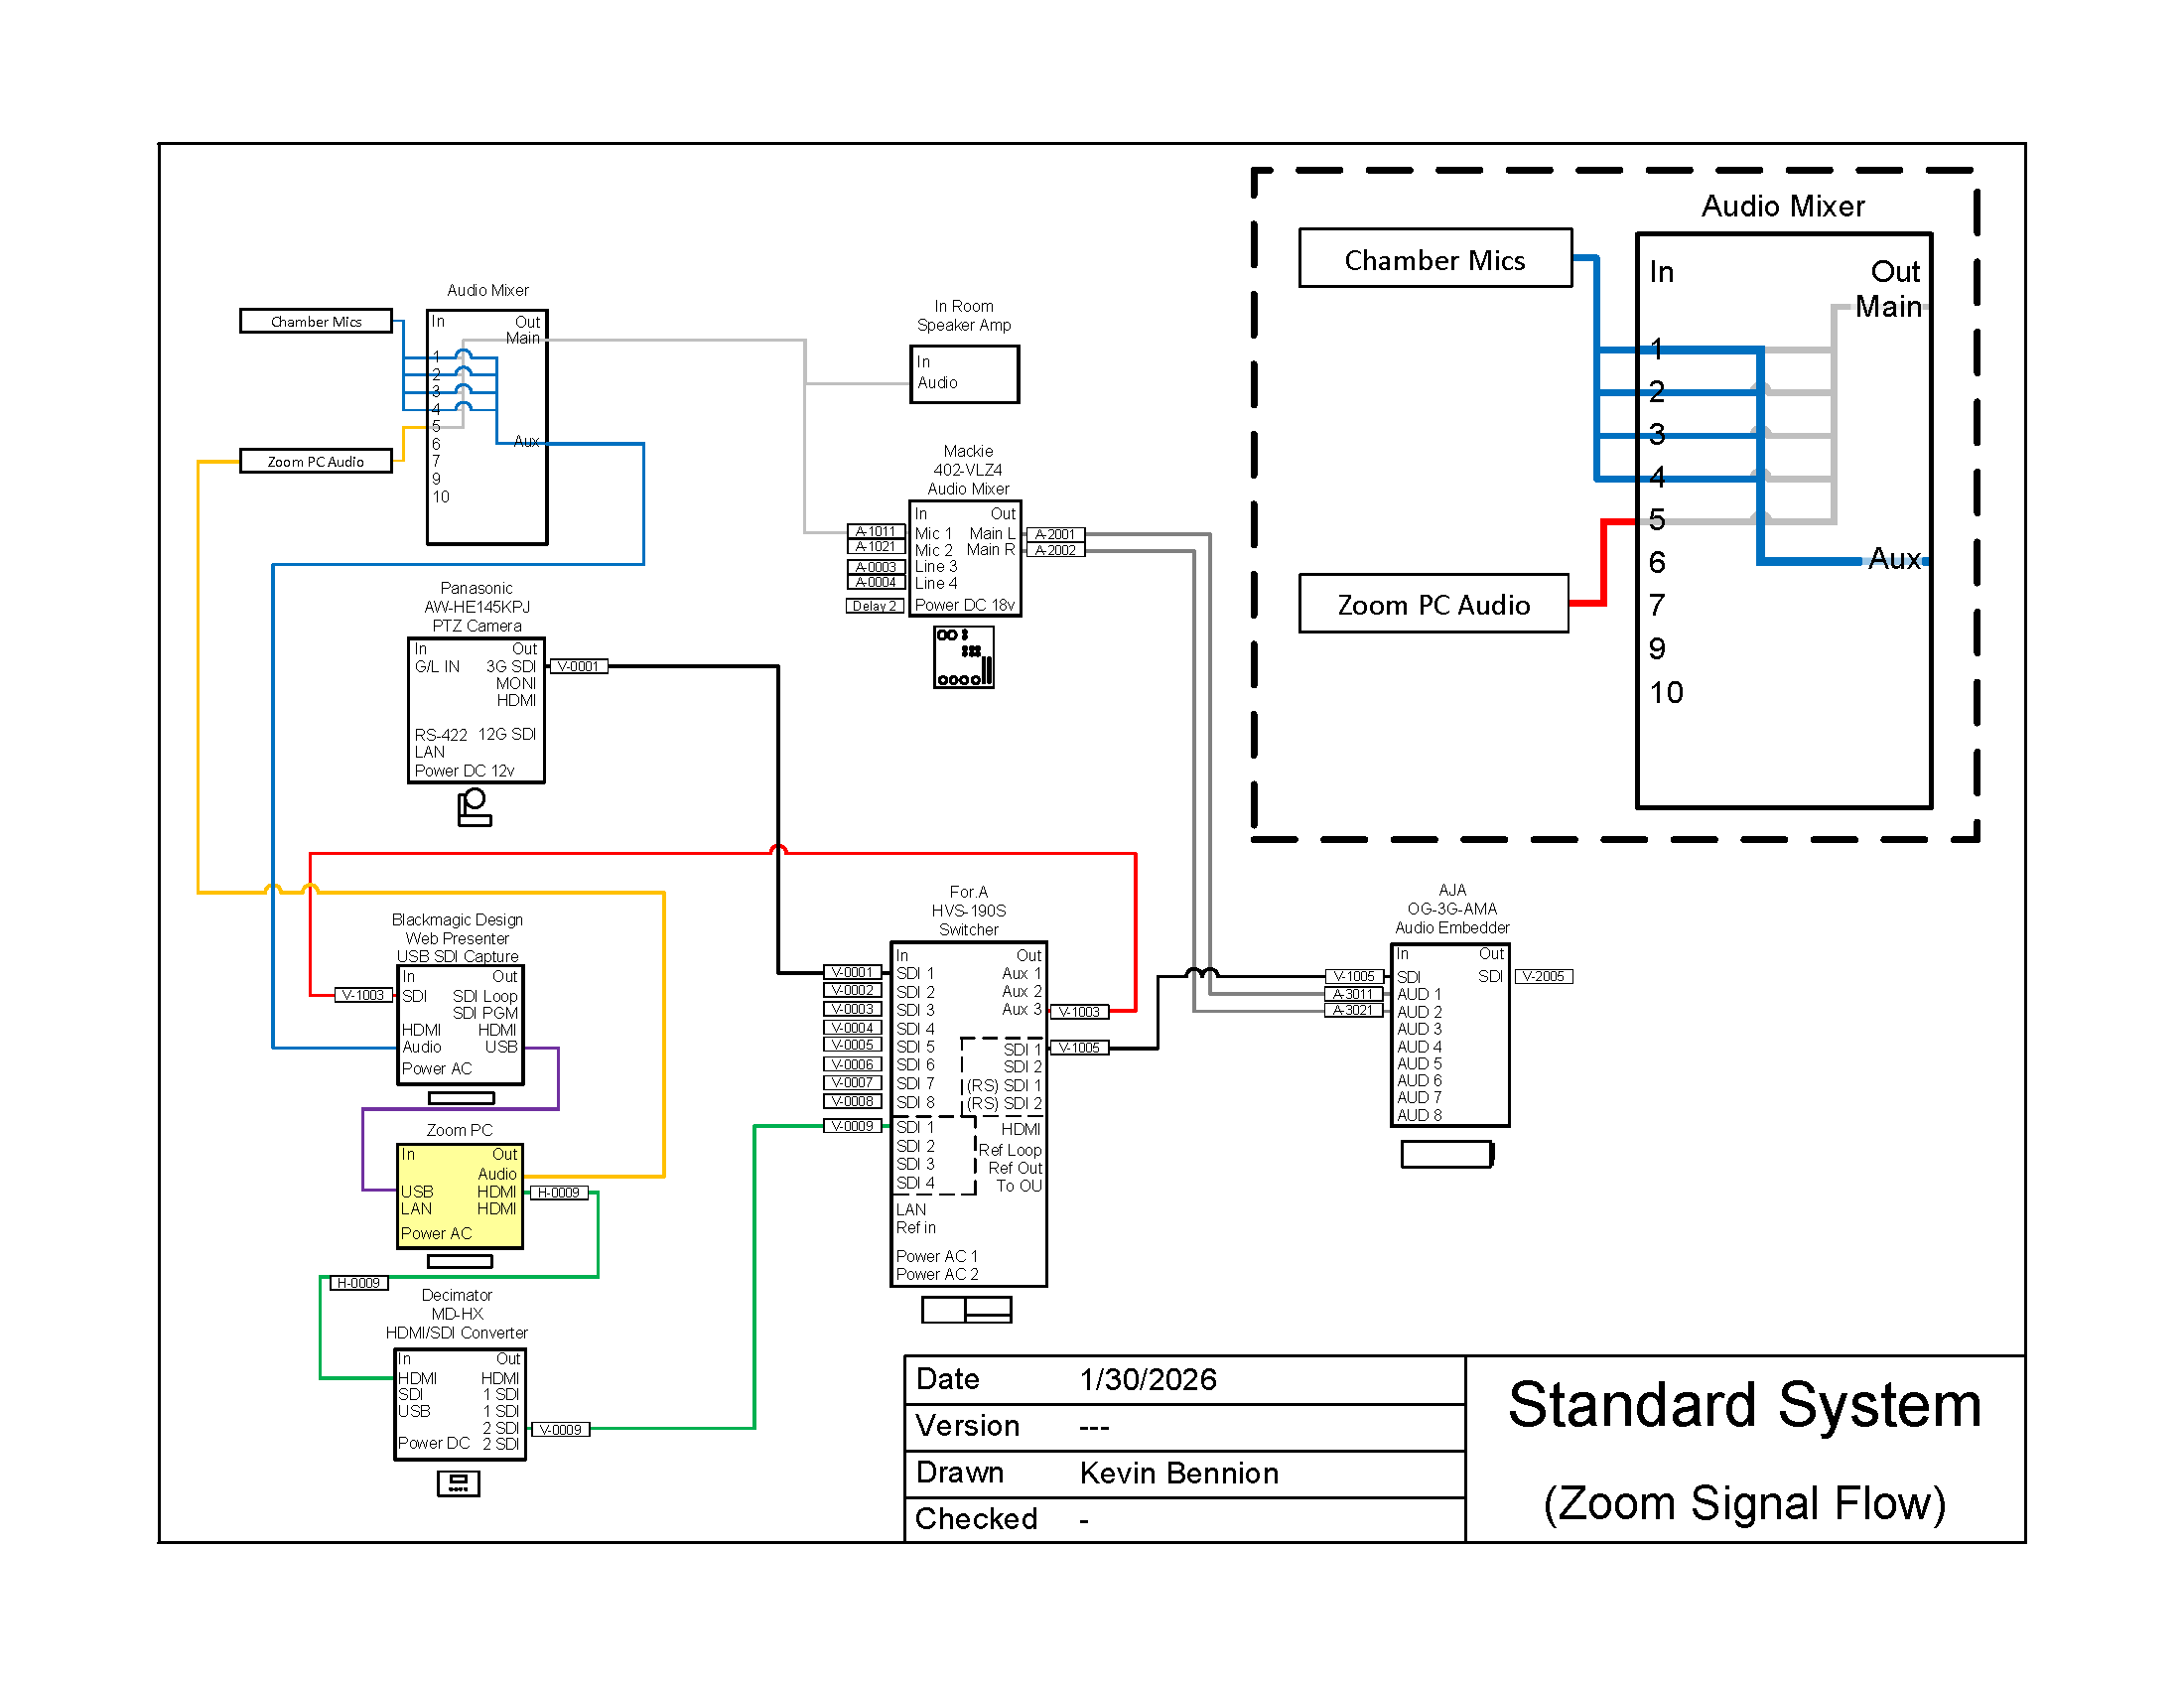 Audio Mixer
Chamber Mics
In
Out
Main
1
2
3
4
5
6
7
9
10
Aux
Zoom PC Audio
In Room
Speaker Amp
In
Audio
Mackie
402-VLZ4
Audio Mixer
In
Out
A-1011
Mic 1
Main L
A-2001
A-1021
Mic 2
Main R
A-2002
A-0003
Line 3
A-0004
Line 4
Delay 2
Power DC 18v
Audio Mixer
Chamber Mics
In
Out
Main
1
2
3
4
5
6
7
9
10
Aux
Zoom PC Audio
Panasonic
AW-HE145KPJ
PTZ Camera
In
Out
G/L IN
3G SDI
V-0001
MONI
HDMI
RS-422
12G SDI
LAN
Power DC 12v
Blackmagic Design
Web Presenter
USB SDI Capture
In
Out
V-1003
SDI
SDI Loop
SDI PGM
HDMI
HDMI
Audio
USB
Power AC
Zoom PC
In
Out
Audio
USB
HDMI
H-0009
LAN
HDMI
Power AC
H-0009
Decimator
MD-HX
HDMI/SDI Converter
In
Out
HDMI
HDMI
SDI
1 SDI
USB
1 SDI
2 SDI
V-0009
Power DC
2 SDI
For.A
HVS-190S
Switcher
In
Out
V-0001
SDI 1
Aux 1
V-0002
SDI 2
Aux 2
V-0003
SDI 3
Aux 3
V-1003
V-0004
SDI 4
V-0005
SDI 5
SDI 1
V-1005
V-0006
SDI 6
SDI 2
V-0007
SDI 7
(RS) SDI 1
V-0008
SDI 8
(RS) SDI 2
V-0009
SDI 1
HDMI
SDI 2
Ref Loop
SDI 3
Ref Out
SDI 4
To OU
LAN
Ref in
Power AC 1
Power AC 2
AJA
OG-3G-AMA
Audio Embedder
In
Out
V-1005
SDI
SDI
V-2005
A-3011
AUD 1
A-3021
AUD 2
AUD 3
AUD 4
AUD 5
AUD 6
AUD 7
AUD 8
Date 1/30/2026
Version ---
Drawn Kevin Bennion
Checked -
Standard System
(Zoom Signal Flow)